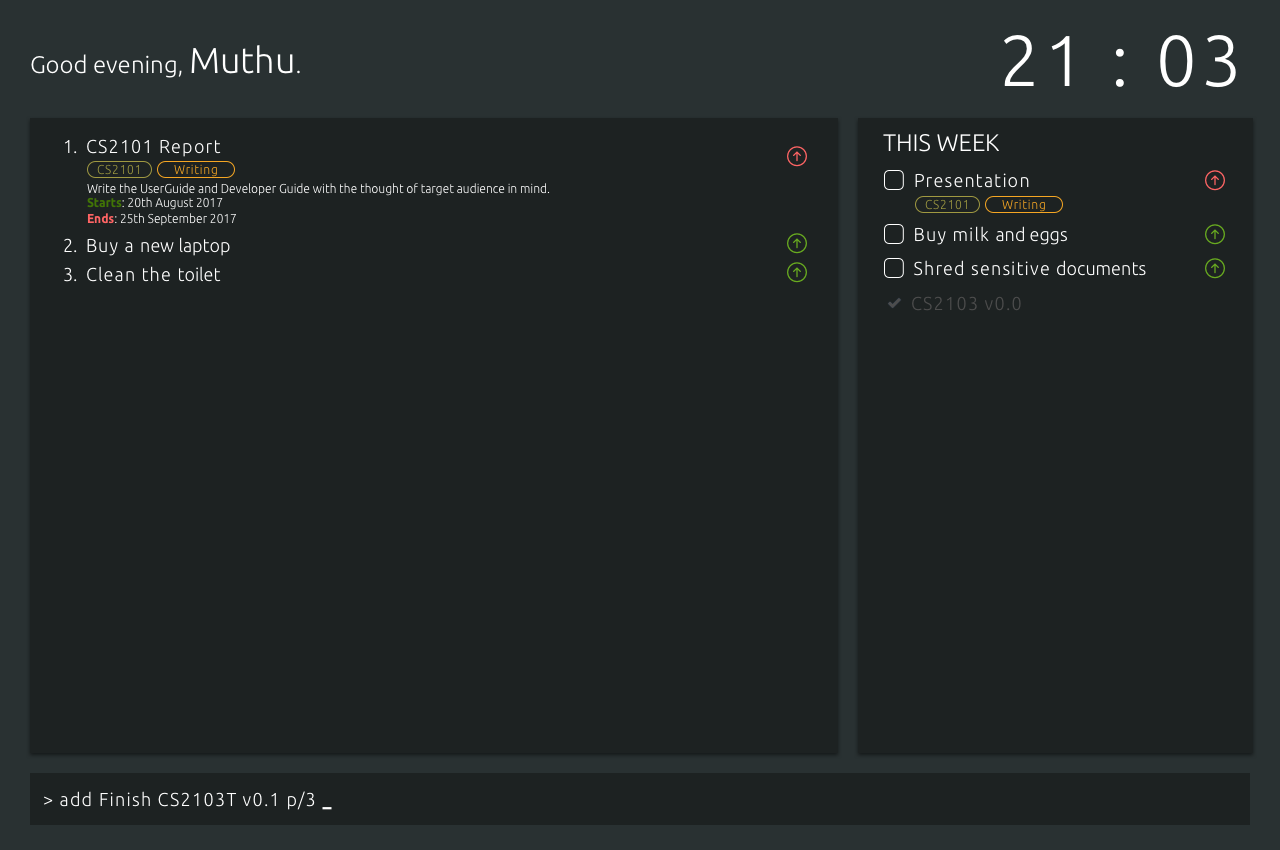 Good evening, Muthu.
21 : 03
1. CS2101 Report
CS2101 Writing
Write the UserGuide and Developer Guide with the thought of target audience in mind.
Starts: 20th August 2017
Ends: 25th September 2017
2. Buy a new laptop
3. Clean the toilet
THIS WEEK
Presentation
CS2101 Writing
Buy milk and eggs
Shred sensitive documents
CS2103 v0.0
> add Finish CS2103T v0.1 p/3 _